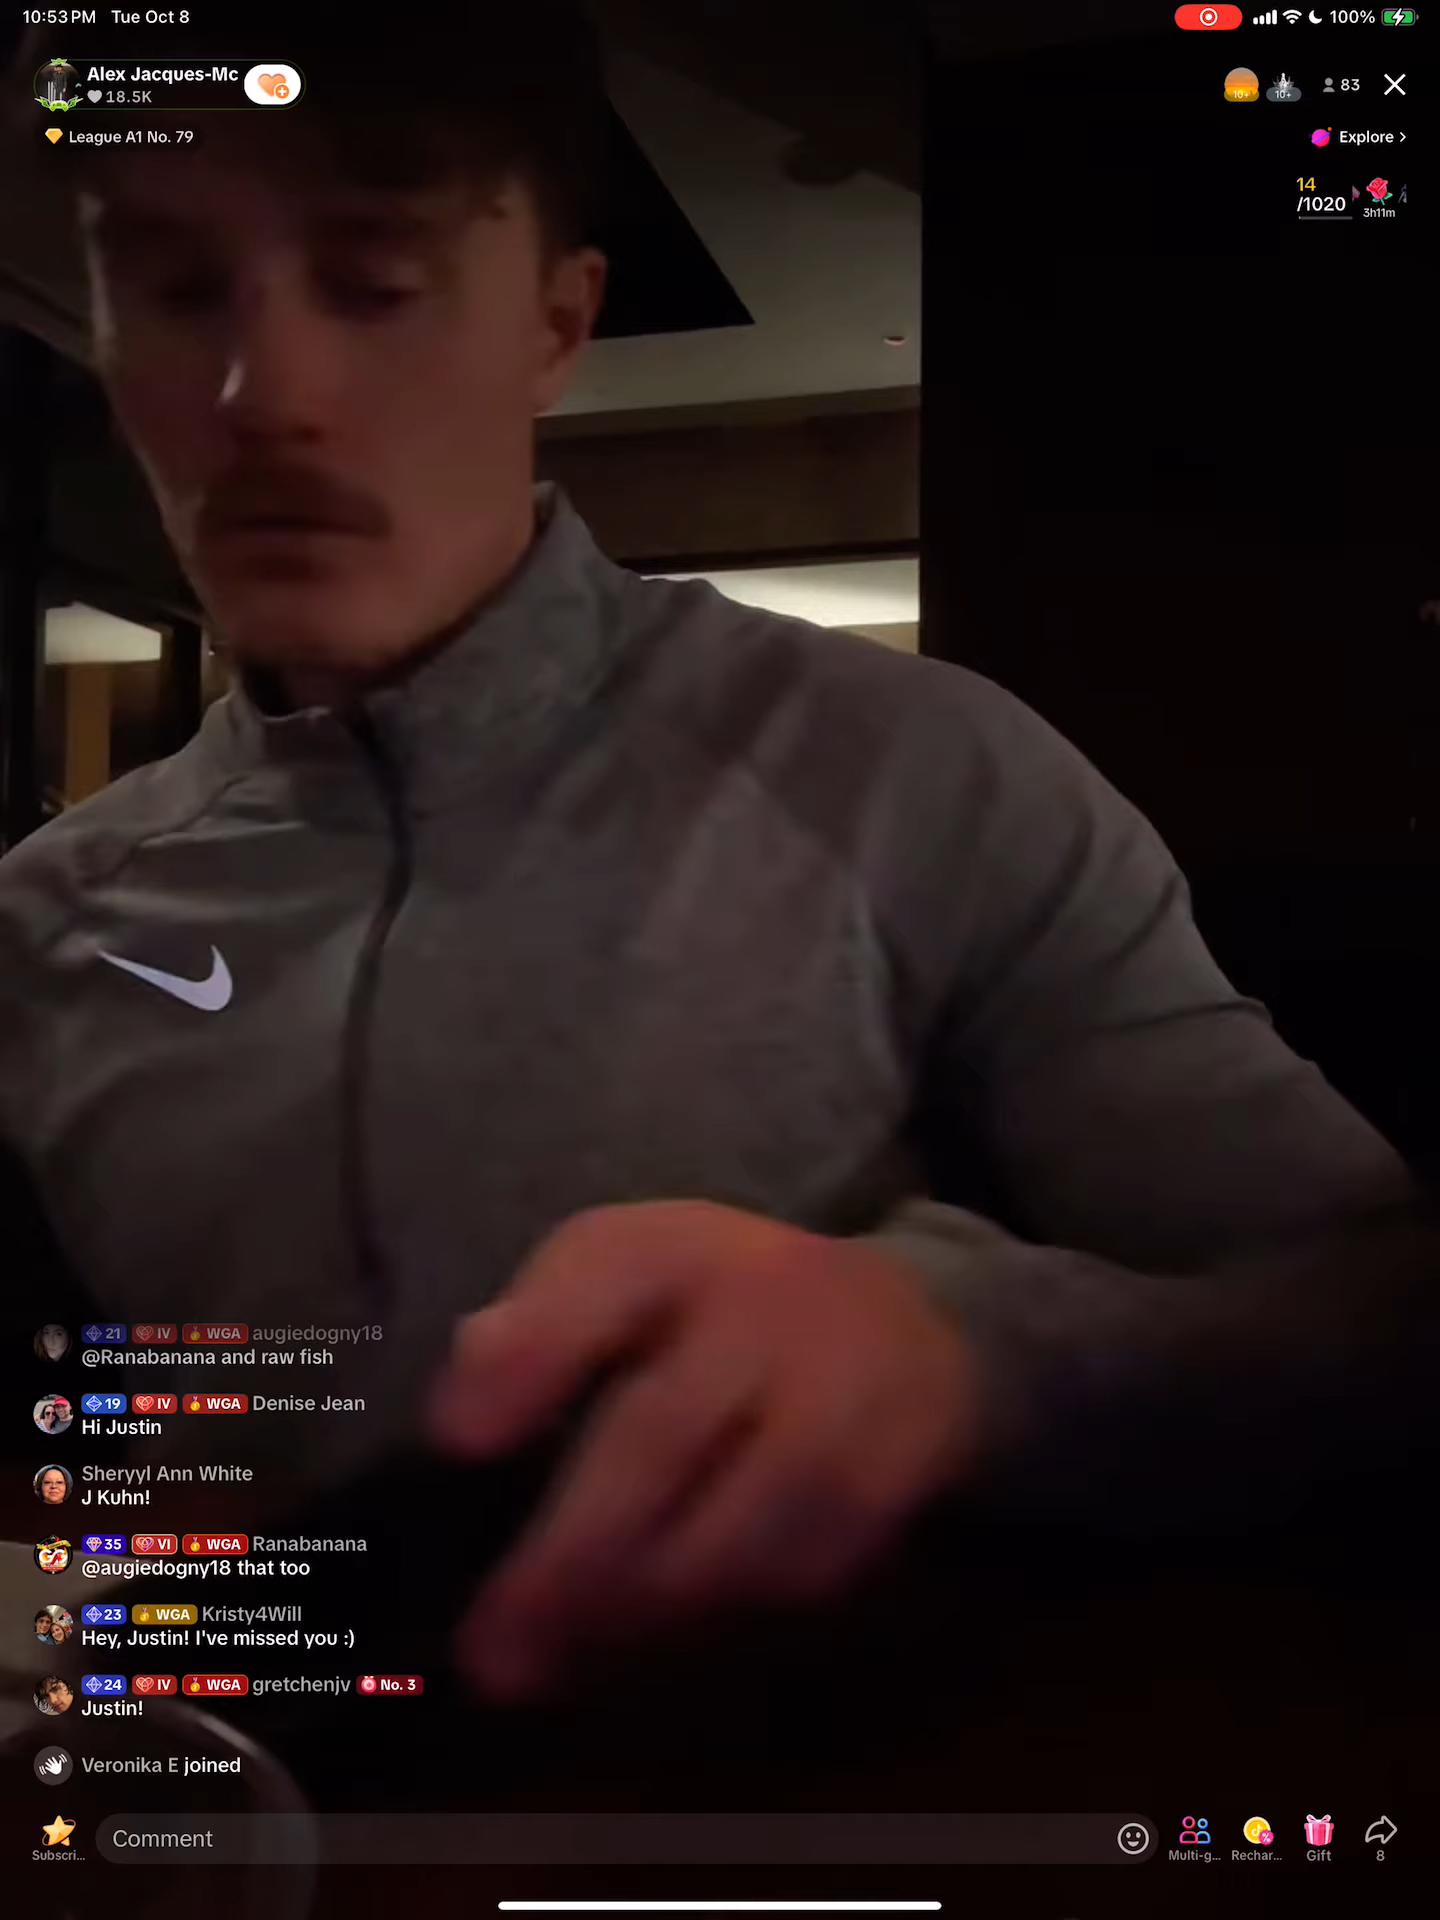 10:53 PM Tue Oct 8
100%
Alex Jacques-Mc
18.5K
10+
10+
83
League A1 No. 79
Explore >
14
/1020
3h11m
21 IV WGA augiedogny18
@Ranabanana and raw fish
19 IV WGA Denise Jean
Hi Justin
Sheryyl Ann White
J Kuhn!
35 VI WGA Ranabanana
@augiedogny18 that too
23 WGA Kristy4Will
Hey, Justin! I've missed you :)
24 IV WGA gretchenjv No. 3
Justin!
Veronika E joined
Comment
Subscri...
Multi-g...
Rechar...
Gift
8